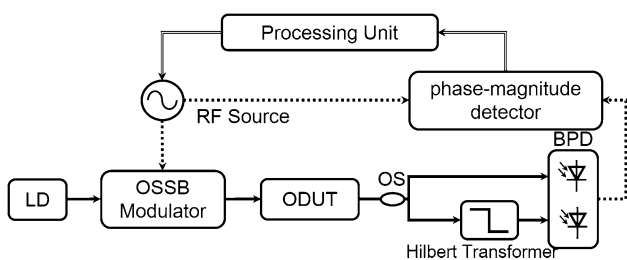 Processing Unit
RF Source
phase-magnitude
detector
BPD
LD
OSSB
Modulator
ODUT
OS
Hilbert Transformer